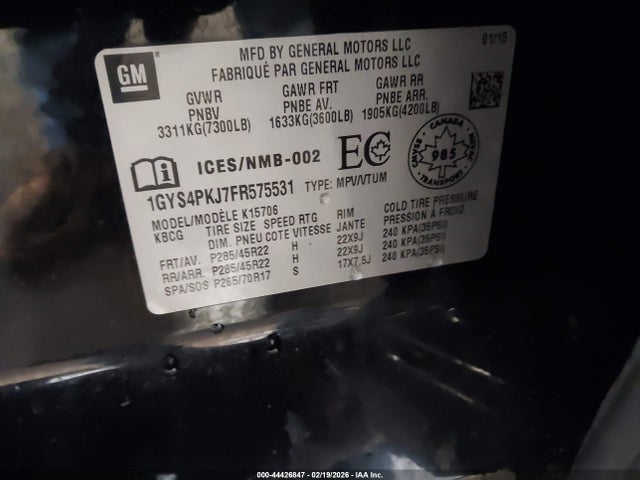 GM ®
MFD BY GENERAL MOTORS LLC 01/15
FABRIQUÉ PAR GENERAL MOTORS LLC
GVWR GAWR FRT GAWR RR
PNBV PNBE AV. PNBE ARR.
3311KG(7300LB) 1633KG(3600LB) 1905KG(4200LB)
ICES/NMB-002 EC CANADA 985
1GYS4PKJ7FR575531 TYPE: MPV/VTUM
MODEL/MODÈLE K15706
KBCG TIRE SIZE SPEED RTG RIM COLD TIRE PRESSURE
DIM. PNEU COTE VITESSE JANTE PRESSION À FROID
FRT/AV. P285/45R22 H 22X9J 240 KPA(35PSI)
RR/ARR. P285/45R22 H 22X9J 240 KPA(35PSI)
SPA/SOS P265/70R17 S 17X7.5J 240 KPA(35PSI)
000-44426847 - 02/19/2026 - IAA Inc.